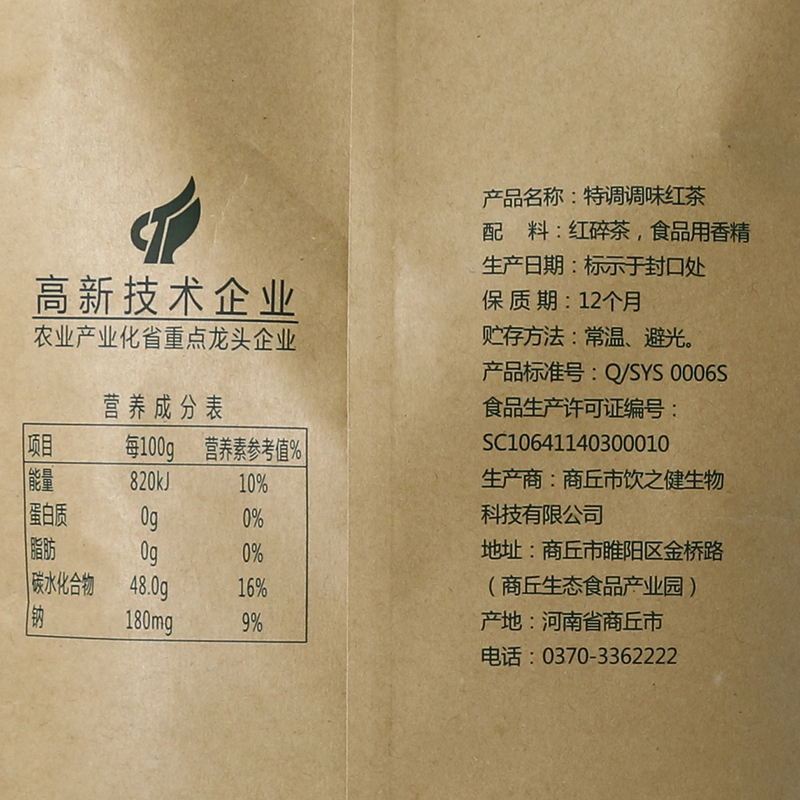 高新技术企业
农业产业化省重点龙头企业
营养成分表
项目 每100g 营养素参考值%
能量 820kJ 10%
蛋白质 0g 0%
脂肪 0g 0%
碳水化合物 48.0g 16%
钠 180mg 9%
产品名称：特调调味红茶
配 料：红碎茶，食品用香精
生产日期：标示于封口处
保质期：12个月
贮存方法：常温、避光。
产品标准号：Q/SYS 0006S
食品生产许可证编号：
SC10641140300010
生产商：商丘市饮之健生物
科技有限公司
地址：商丘市睢阳区金桥路
（商丘生态食品产业园）
产地：河南省商丘市
电话：0370-3362222